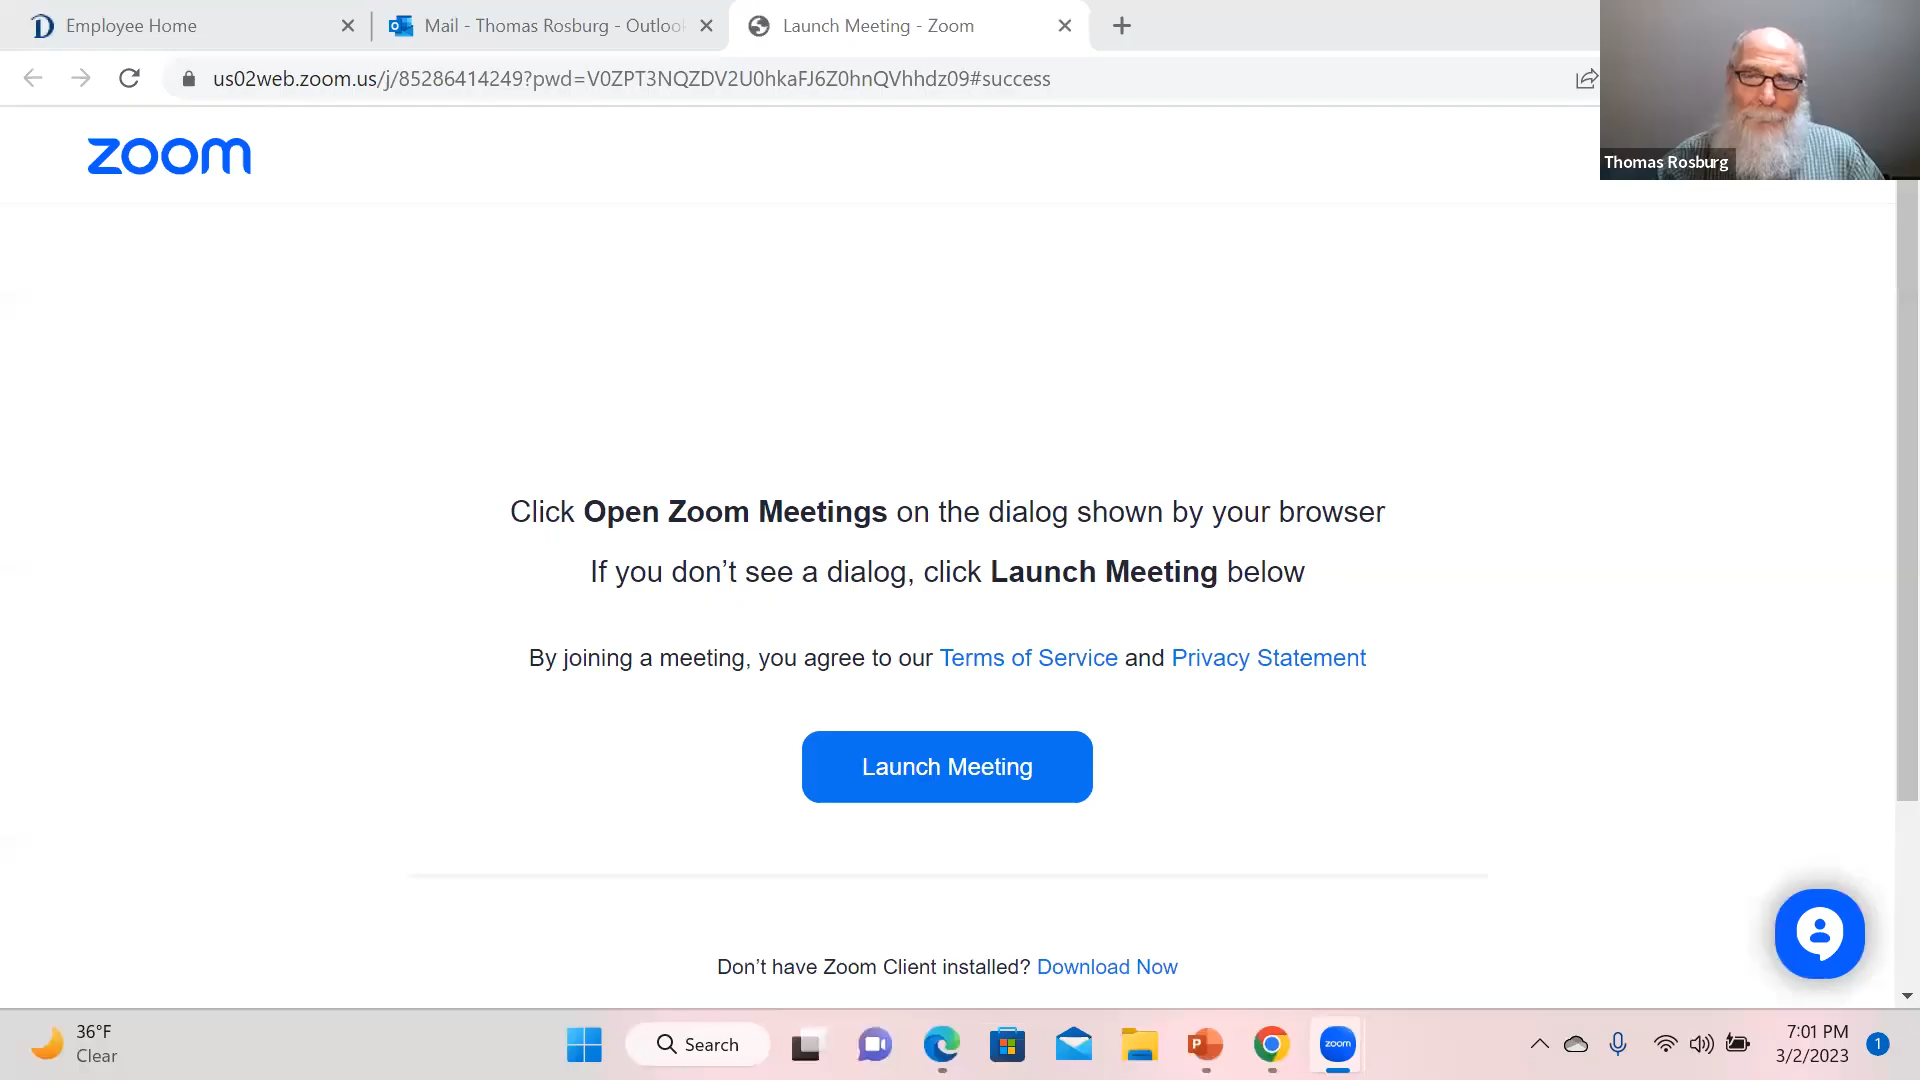 Employee Home
Mail - Thomas Rosburg - Outlook
Launch Meeting - Zoom
us02web.zoom.us/j/85286414249?pwd=V0ZPT3NQZDV2U0hkaFJ6Z0hnQVhhdz09#success
Thomas Rosburg
zoom
Click Open Zoom Meetings on the dialog shown by your browser
If you don’t see a dialog, click Launch Meeting below
By joining a meeting, you agree to our Terms of Service and Privacy Statement
Launch Meeting
Don’t have Zoom Client installed? Download Now
36°F
Clear
Search
zoom
7:01 PM
3/2/2023
1